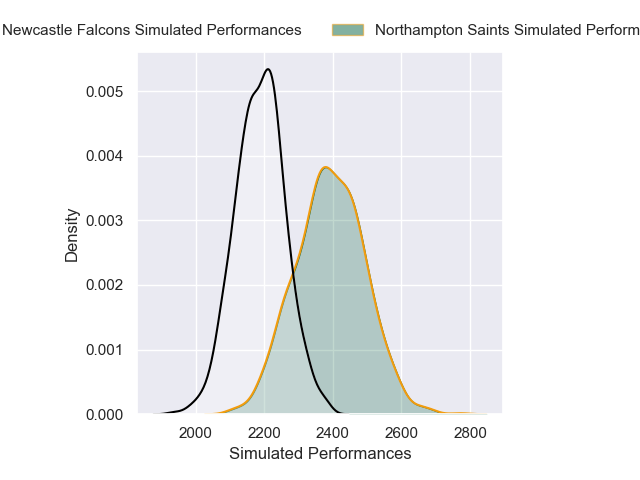 Newcastle Falcons Simulated Performances
Northampton Saints Simulated Perform
0.005
0.004
0.003
0.002
0.001
0.000
Density
2000 2200 2400 2600 2800
Simulated Performances